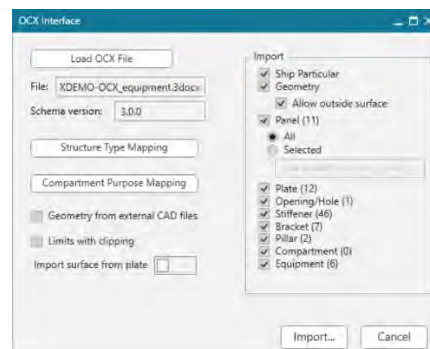 OCX Interface
Load OCX File
File: XDEMO-OCX_equipment.3docx
Schema version: 3.0.0
Structure Type Mapping
Compartment Purpose Mapping
Geometry from external CAD files
Limits with clipping
Import surface from plate
Import
Ship Particular
Geometry
Allow outside surface
Panel (11)
All
Selected
Plate (12)
Opening/Hole (1)
Stiffener (46)
Bracket (7)
Pillar (2)
Compartment (0)
Equipment (6)
Import...
Cancel